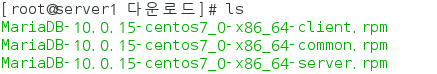 [root@server1 다운로드]# ls
MariaDB-10.0.15-centos7_0-x86_64-client.rpm
MariaDB-10.0.15-centos7_0-x86_64-common.rpm
MariaDB-10.0.15-centos7_0-x86_64-server.rpm